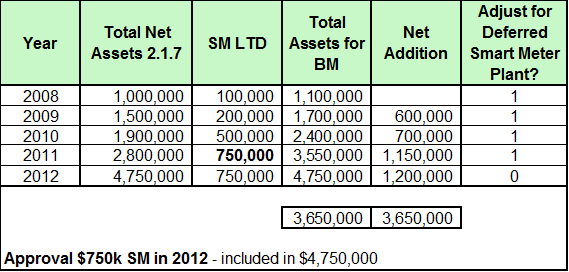 Year Total Net Assets 2.1.7 SM LTD Total Assets for BM Net Addition Adjust for Deferred Smart Meter Plant?
2008 1,000,000 100,000 1,100,000 1
2009 1,500,000 200,000 1,700,000 600,000 1
2010 1,900,000 500,000 2,400,000 700,000 1
2011 2,800,000 750,000 3,550,000 1,150,000 1
2012 4,750,000 750,000 4,750,000 1,200,000 0
3,650,000 3,650,000
Approval $750k SM in 2012 - included in $4,750,000